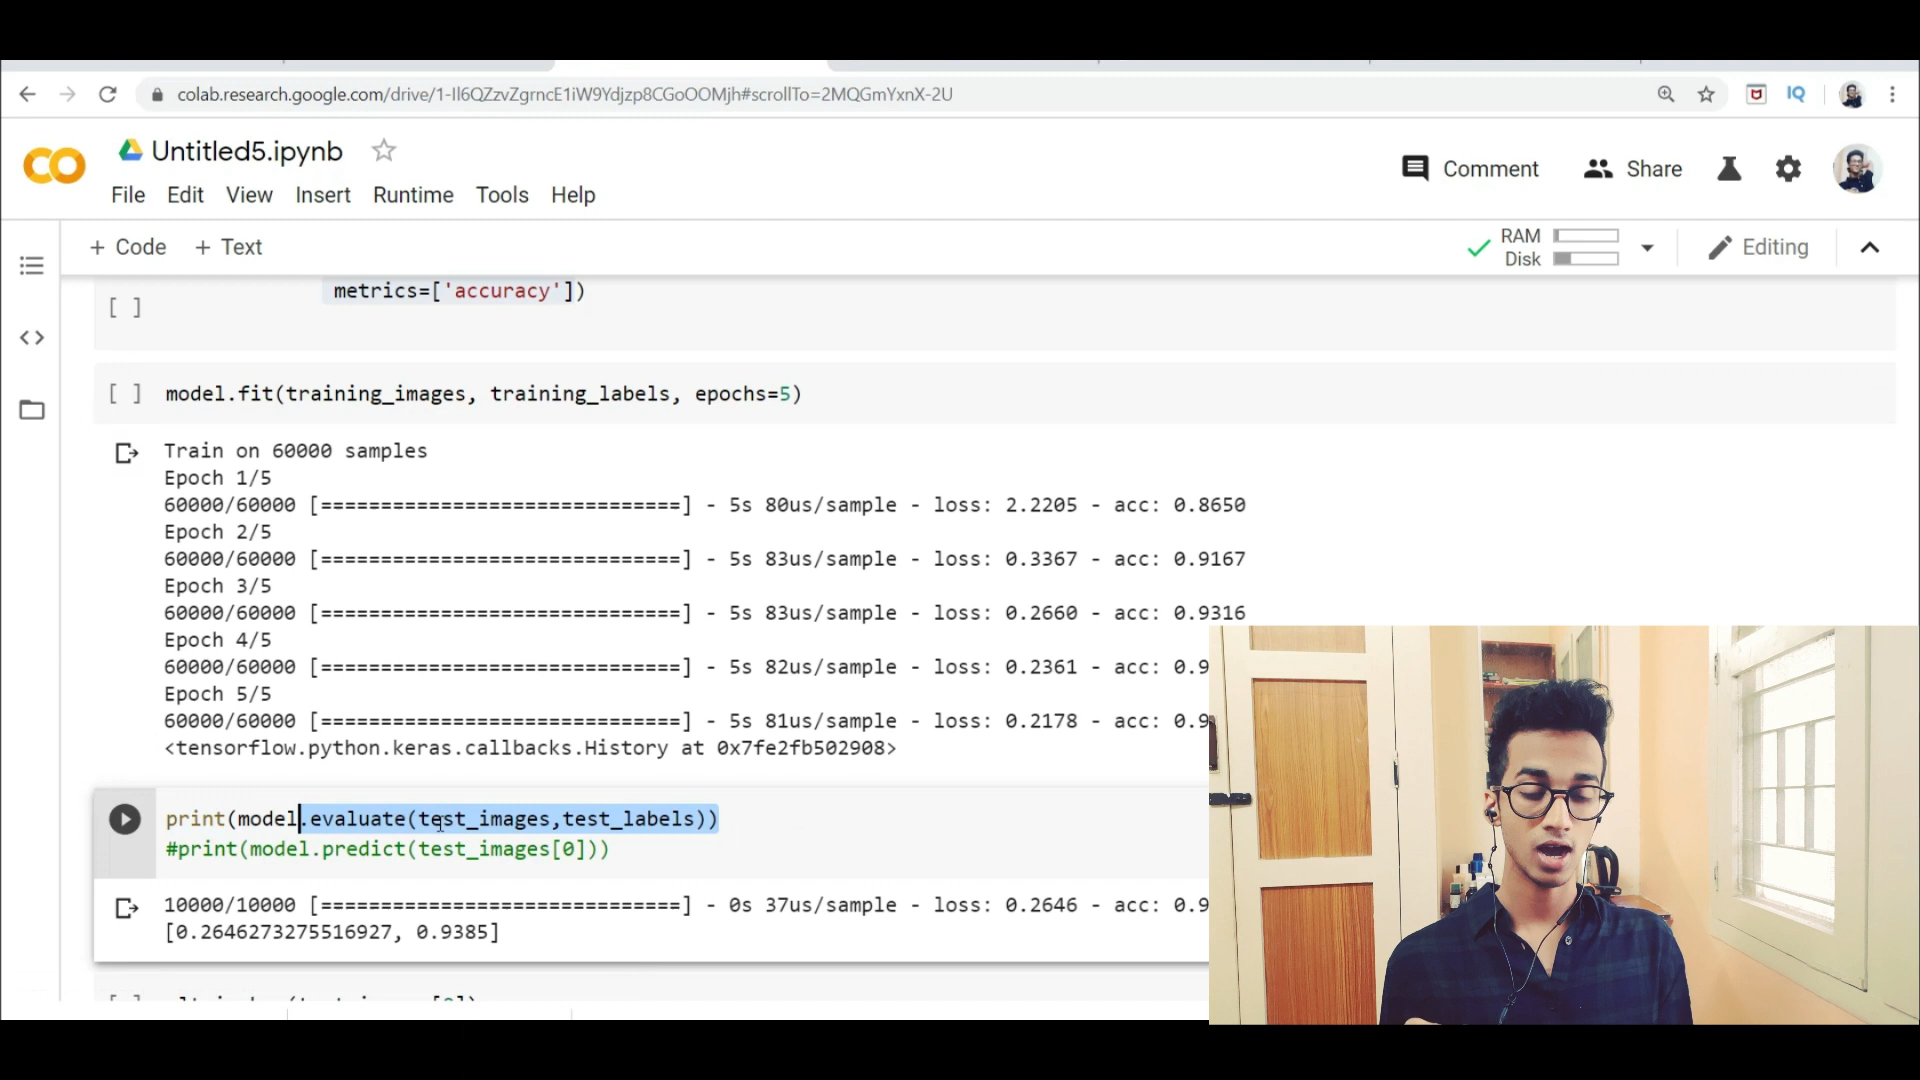 colab.research.google.com/drive/1-Il6QZzvZgrncE1iW9Ydjzp8CGoOOMjh#scrollTo=2MQGmYxnX-2U
IQ
CO
Untitled5.ipynb
Comment
Share
File Edit View Insert Runtime Tools Help
+ Code + Text
RAM
Disk
Editing
metrics=['accuracy'])
[ ]
[ ] model.fit(training_images, training_labels, epochs=5)
Train on 60000 samples
Epoch 1/5
60000/60000 [==============================] - 5s 80us/sample - loss: 2.2205 - acc: 0.8650
Epoch 2/5
60000/60000 [==============================] - 5s 83us/sample - loss: 0.3367 - acc: 0.9167
Epoch 3/5
60000/60000 [==============================] - 5s 83us/sample - loss: 0.2660 - acc: 0.9316
Epoch 4/5
60000/60000 [==============================] - 5s 82us/sample - loss: 0.2361 - acc: 0.9
Epoch 5/5
60000/60000 [==============================] - 5s 81us/sample - loss: 0.2178 - acc: 0.9
<tensorflow.python.keras.callbacks.History at 0x7fe2fb502908>
print(model.evaluate(test_images,test_labels))
#print(model.predict(test_images[0]))
10000/10000 [==============================] - 0s 37us/sample - loss: 0.2646 - acc: 0.9
[0.2646273275516927, 0.9385]